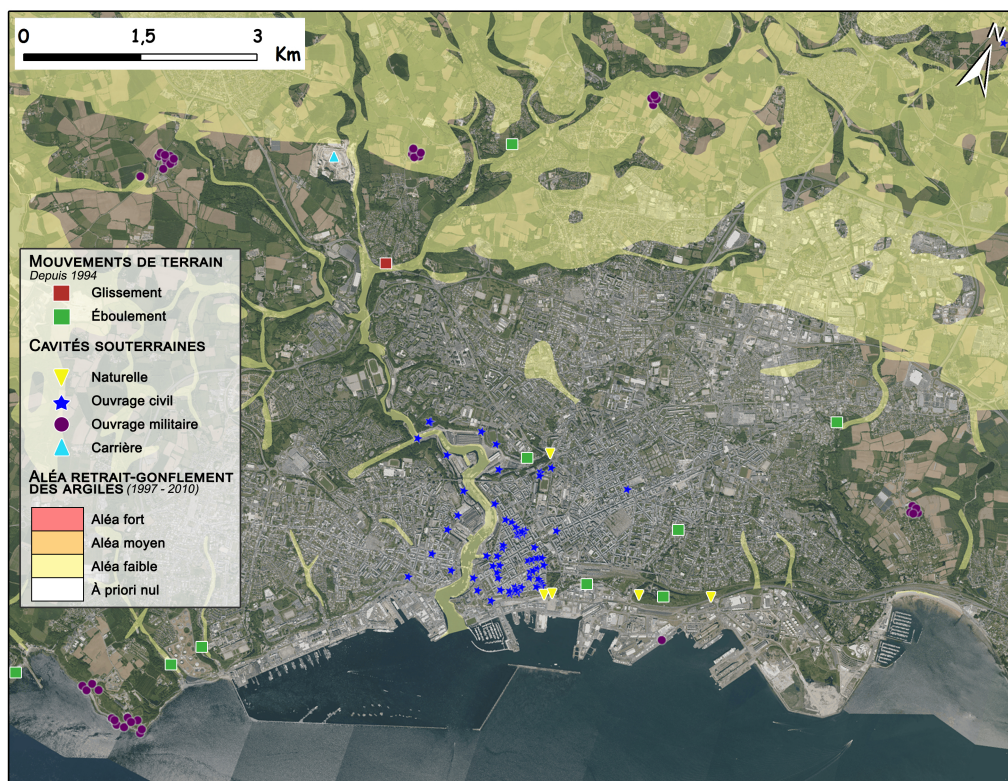 0 1,5 3
Km
N
MOUVEMENTS DE TERRAIN
Depuis 1994
Glissement
Éboulement
CAVITÉS SOUTERRAINES
Naturelle
Ouvrage civil
Ouvrage militaire
Carrière
ALÉA RETRAIT-GONFLEMENT
DES ARGILES (1997 - 2010)
Aléa fort
Aléa moyen
Aléa faible
À priori nul